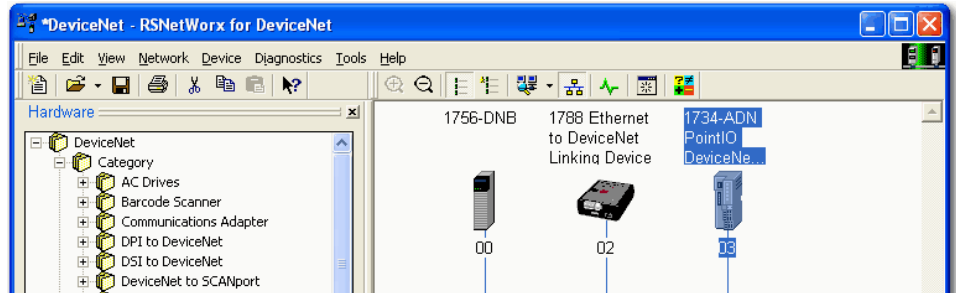 *DeviceNet - RSNetWorx for DeviceNet
File Edit View Network Device Diagnostics Tools Help
Hardware
DeviceNet
Category
AC Drives
Barcode Scanner
Communications Adapter
DPI to DeviceNet
DSI to DeviceNet
DeviceNet to SCANport
1756-DNB
00
1788 Ethernet
to DeviceNet
Linking Device
02
1734-ADN
PointIO
DeviceNe...
03